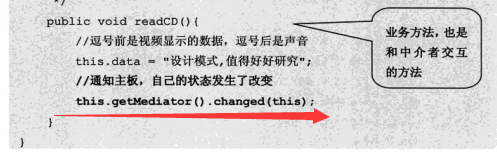 */
public void readCD(){
//逗号前是视频显示的数据，逗号后是声音
this.data = "设计模式,值得好好研究";
//通知主板，自己的状态发生了改变
this.getMediator().changed(this);
}
}
业务方法，也是
和中介者交互
的方法